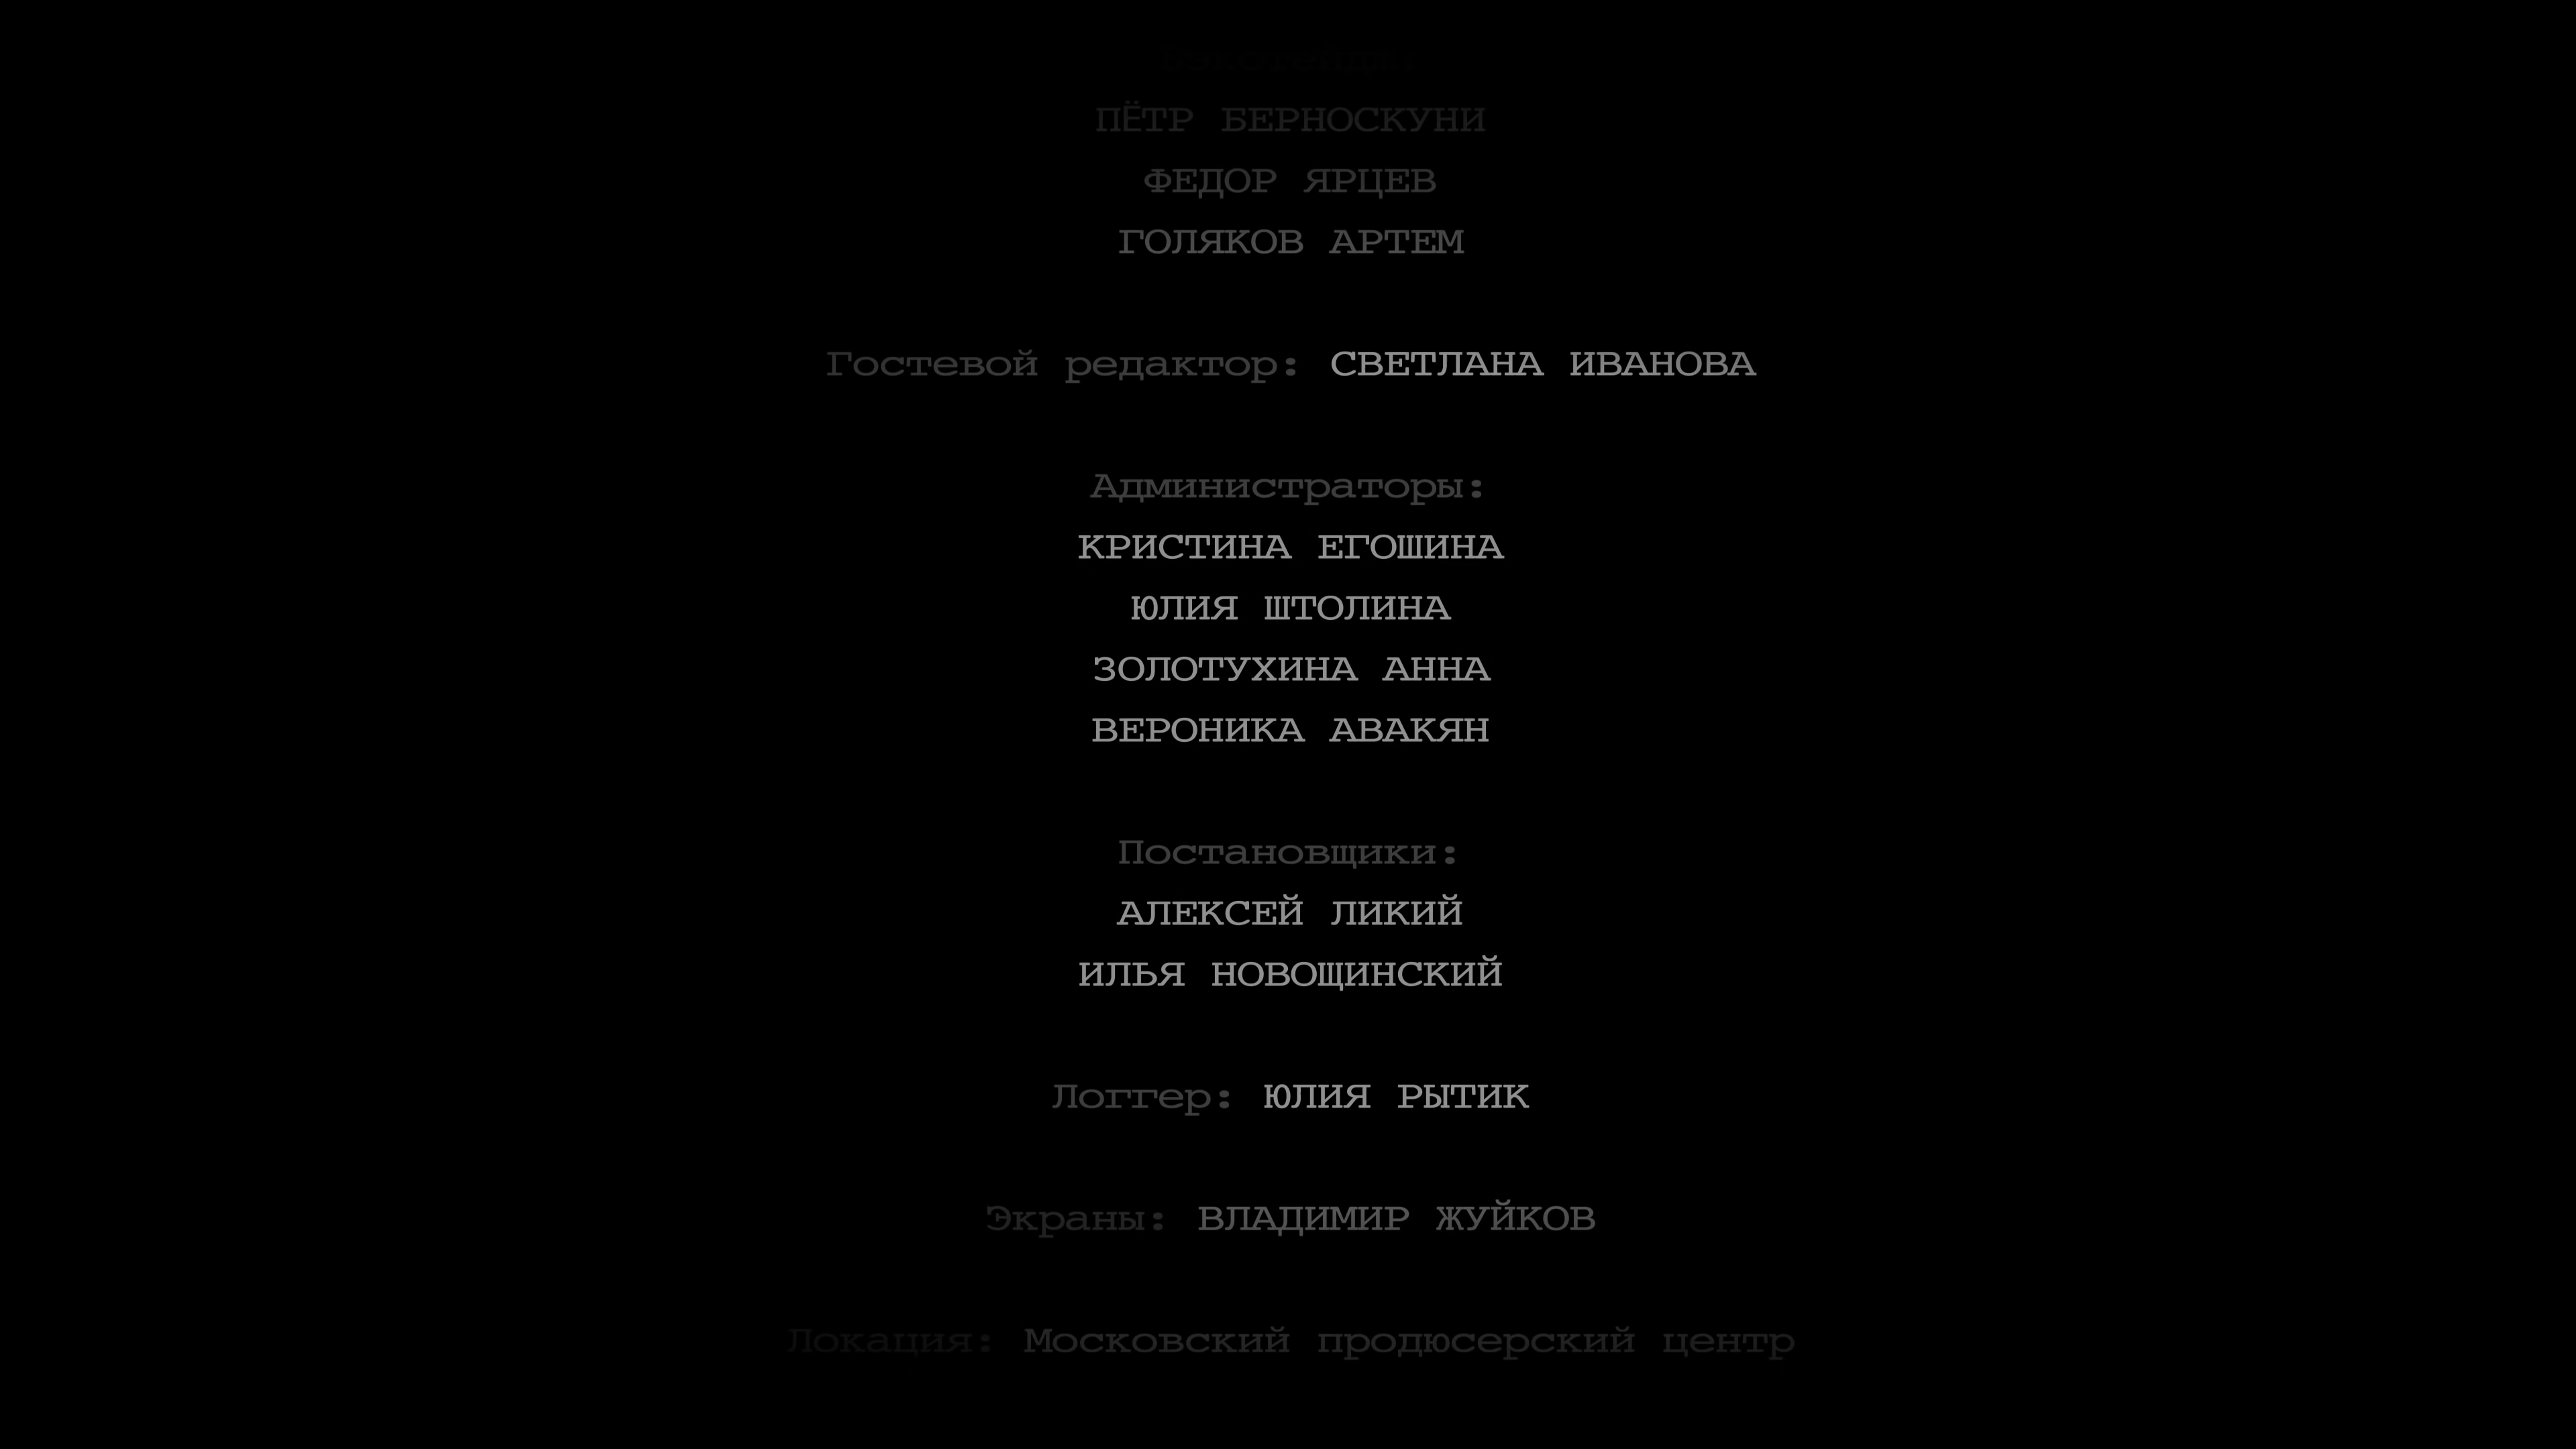 ПЁТР БЕРНОСКУНИ
ФЕДОР ЯРЦЕВ
ГОЛЯКОВ АРТЕМ
Гостевой редактор: СВЕТЛАНА ИВАНОВА
Администраторы:
КРИСТИНА ЕГОШИНА
ЮЛИЯ ШТОЛИНА
ЗОЛОТУХИНА АННА
ВЕРОНИКА АВАКЯН
Постановщики:
АЛЕКСЕЙ ЛИКИЙ
ИЛЬЯ НОВОЩИНСКИЙ
Логгер: ЮЛИЯ РЫТИК
Экраны: ВЛАДИМИР ЖУЙКОВ
Локация: Московский продюсерский центр